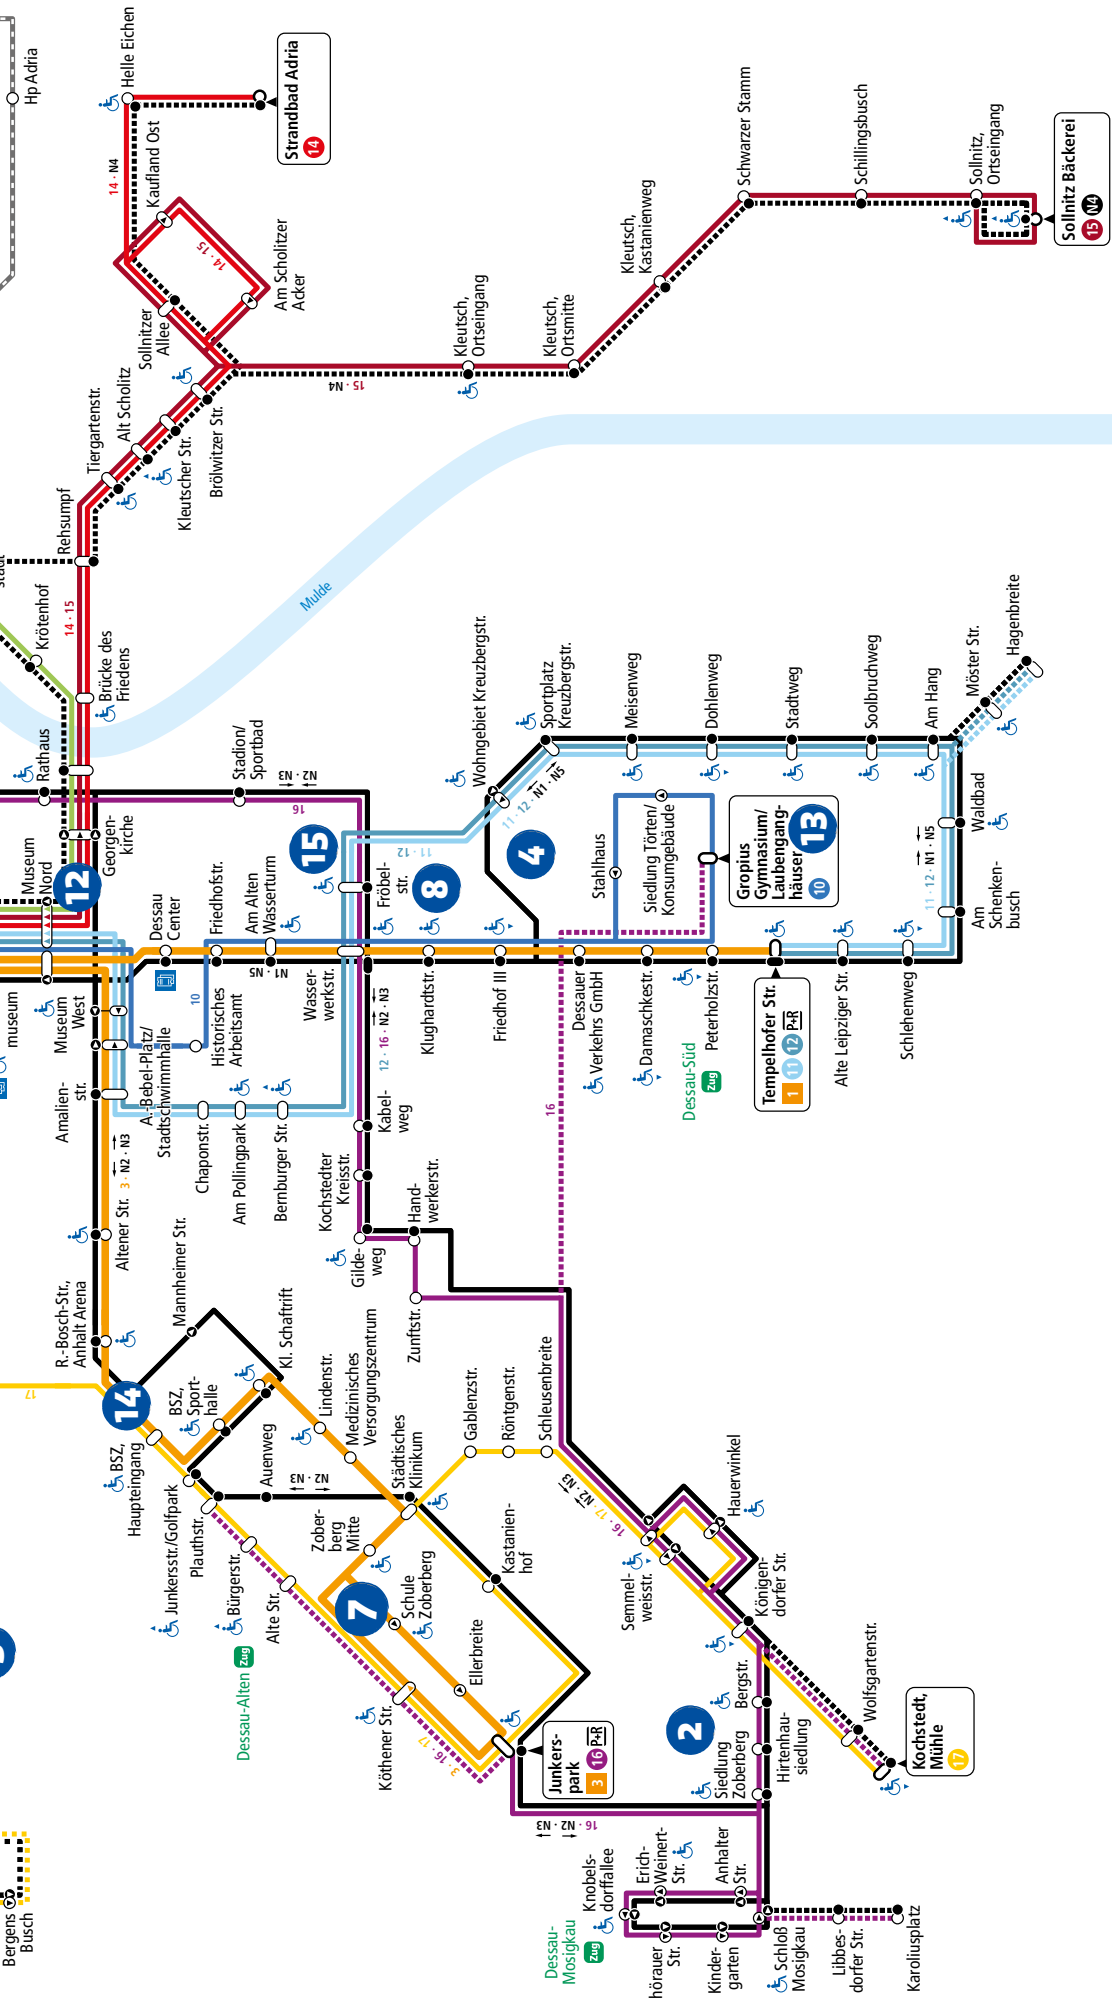 Hp Adria
Helle Eichen
14 · N4
Strandbad Adria
14
Kaufland Ost
14 · 15
Am Scholitzer
Acker
Sollnitzer
Allee
Schwarzer Stamm
Schillingsbusch
Sollnitz,
Ortseingang
Sollnitz Bäckerei
15 N4
Kleutsch,
Kastanienweg
Kleutsch,
Ortseingang
Kleutsch,
Ortsmitte
15 · N4
Tiergartenstr.
Alt Scholitz
Kleutscher Str.
Brölwitzer Str.
Rehsumpf
14 · 15
Krötenhof
Brücke des
Friedens
Mulde
Rathaus
Stadion/
Sportbad
N2 · N3
16
Museum
Nord
12
Georgen-
kirche
museum
Museum
West
Amalien-
str.
A.-Bebel-Platz/
Stadtschwimmhalle
Dessau
Center
Friedhofstr.
Am Alten
Wasserturm
10
Historisches
Arbeitsamt
N1 · N5
Wasser-
werkstr.
15
Fröbel-
str.
11 · 12
8
4
Wohngebiet Kreuzbergstr.
Sportplatz
Kreuzbergstr.
11 · 12 · N1 · N5
Meisenweg
Dohlenweg
Stadtweg
Soolbruchweg
Am Hang
Möster Str.
Hagenbreite
Waldbad
Am
Schenken-
busch
11 · 12 · N1 · N5
Stahlhaus
Siedlung Törten/
Konsumgebäude
Gropius
Gymnasium/
Laubengang-
häuser
10
13
Klughardtstr.
Friedhof III
Dessauer
Verkehrs GmbH
Damaschkestr.
Peterholzstr.
Dessau-Süd
Zug
Tempelhofer Str.
1 11 12 P+R
Alte Leipziger Str.
Schlehenweg
12 · 16 · N2 · N3
16
Chaponstr.
Am Pollingpark
Bernburger Str.
Kabel-
weg
Kochstedter
Kreisstr.
Gilde-
weg
Hand-
werkerstr.
Zunftstr.
3 · N2 · N3
Altener Str.
R.-Bosch-Str.,
Anhalt Arena
17
14
Mannheimer Str.
Kl. Schaftrift
BSZ,
Sport-
halle
BSZ,
Haupteingang
Lindenstr.
Medizinisches
Versorgungszentrum
Auenweg
N2 · N3
Städtisches
Klinikum
Junkersstr./Golfpark
Plauthstr.
Bürgerstr.
Alte Str.
Dessau-Alten Zug
Zober-
berg
Mitte
7
Schule
Zoberberg
Ellerbreite
Köthener Str.
3 · 16 · 17
Junkers-
park
3 16 P+R
Kastanien-
hof
Gablenzstr.
Röntgenstr.
Schleusenbreite
16 · 17 · N2 · N3
Hauerwinkel
Semmel-
weisstr.
Königen-
dorfer Str.
Wolfsgartenstr.
Kochstedt,
Mühle
17
2
Bergstr.
Hirtenhau-
siedlung
Siedlung
Zoberberg
16 · N2 · N3
Knobels-
dorffallee
Erich-
Weinert-
Str.
Anhalter
Str.
Dessau-
Mosigkau
Zug
hörauer
Str.
Kinder-
garten
Schloß
Mosigkau
Libbes-
dorfer Str.
Karoliusplatz
Bergens
Busch